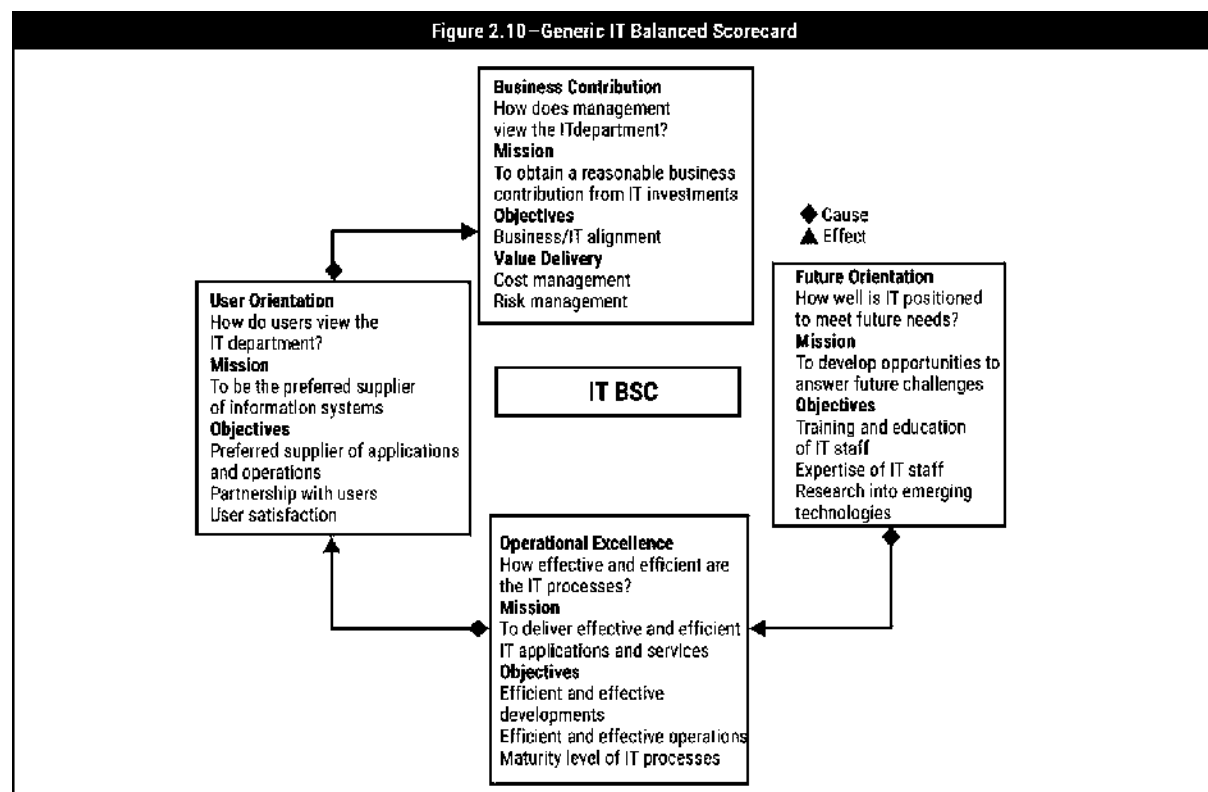 Figure 2.10—Generic IT Balanced Scorecard
Business Contribution
How does management
view the ITdepartment?
Mission
To obtain a reasonable business
contribution from IT investments
Objectives
Business/IT alignment
Value Delivery
Cost management
Risk management
Cause
Effect
User Orientation
How do users view the
IT department?
Mission
To be the preferred supplier
of information systems
Objectives
Preferred supplier of applications
and operations
Partnership with users
User satisfaction
IT BSC
Future Orientation
How well is IT positioned
to meet future needs?
Mission
To develop opportunities to
answer future challenges
Objectives
Training and education
of IT staff
Expertise of IT staff
Research into emerging
technologies
Operational Excellence
How effective and efficient are
the IT processes?
Mission
To deliver effective and efficient
IT applications and services
Objectives
Efficient and effective
developments
Efficient and effective operations
Maturity level of IT processes